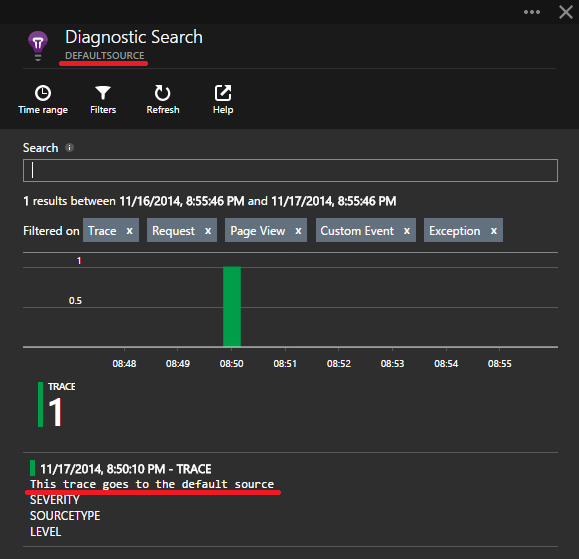 Diagnostic Search
DEFAULTSOURCE
Time range Filters Refresh Help
Search
1 results between 11/16/2014, 8:55:46 PM and 11/17/2014, 8:55:46 PM
Filtered on Trace x Request x Page View x Custom Event x Exception x
1
0.5
08:48 08:49 08:50 08:51 08:52 08:53 08:54 08:55
TRACE
1
11/17/2014, 8:50:10 PM - TRACE
This trace goes to the default source
SEVERITY
SOURCETYPE
LEVEL